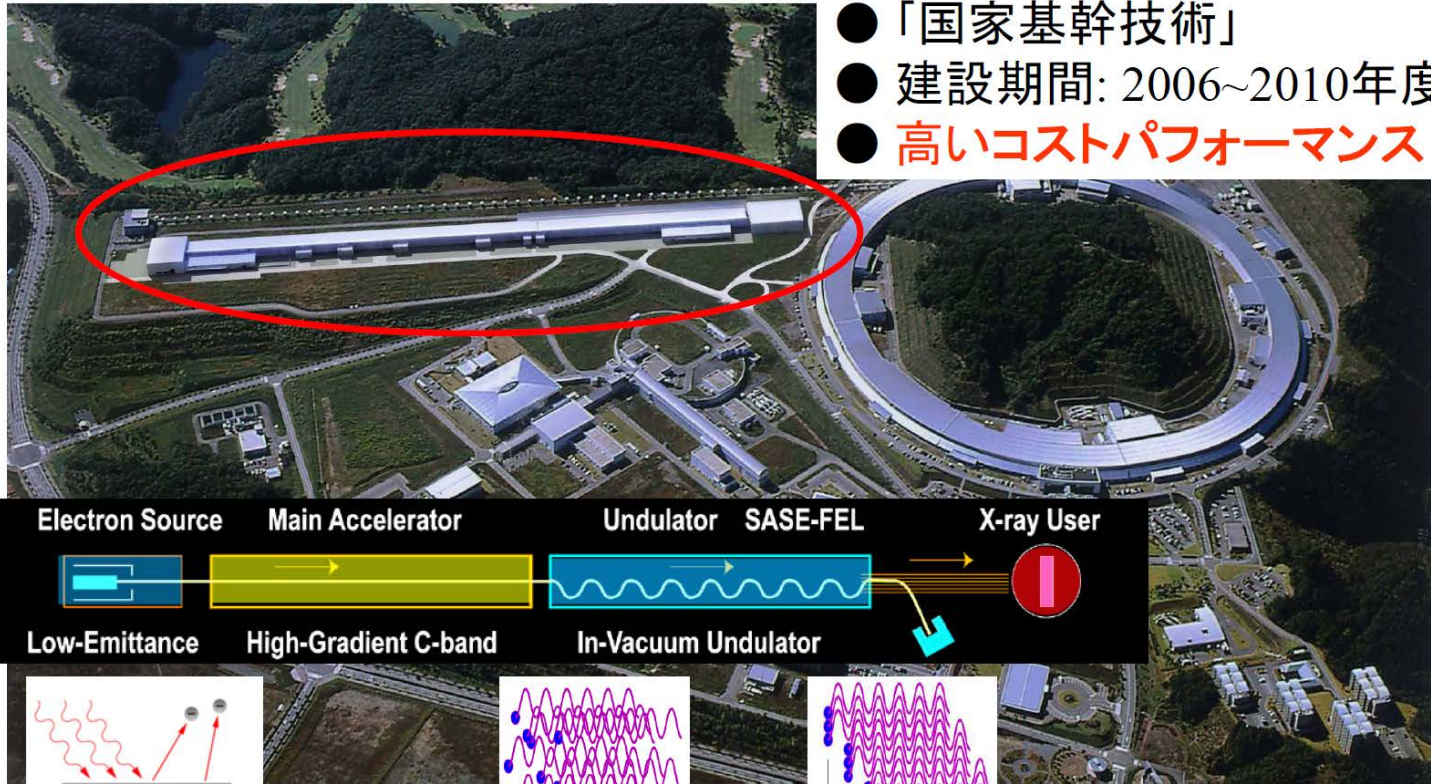 ● 「国家基幹技術」
● 建設期間: 2006~2010年度
● 高いコストパフォーマンス
Electron Source Main Accelerator Undulator SASE-FEL X-ray User
Low-Emittance High-Gradient C-band In-Vacuum Undulator